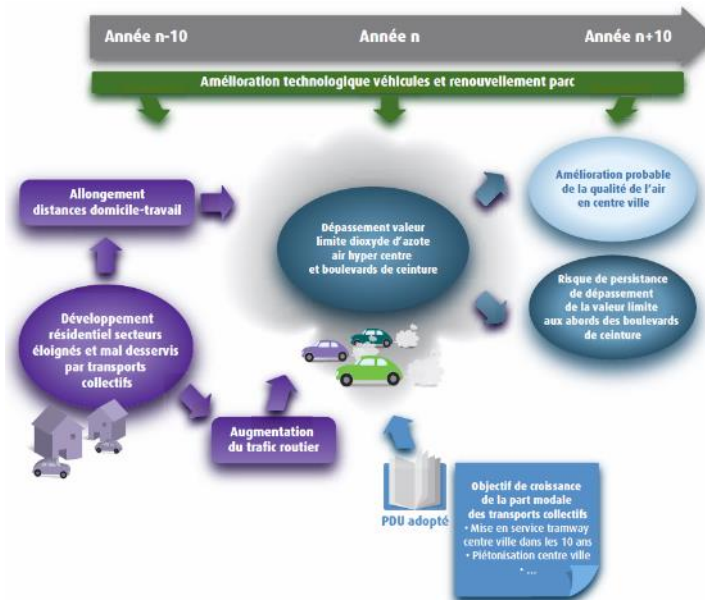 Année n-10
Année n
Année n+10
Amélioration technologique véhicules et renouvellement parc
Allongement
distances domicile-travail
Dépassement valeur
limite dioxyde d'azote
air hyper centre
et boulevards de ceinture
Amélioration probable
de la qualité de l'air
en centre ville
Risque de persistance
de dépassement
de la valeur limite
aux abords des boulevards
de ceinture
Développement
résidentiel secteurs
éloignés et mal desservis
par transports
collectifs
Augmentation
du trafic routier
PDU adopté
Objectif de croissance
de la part modale
des transports collectifs
• Mise en service tramway
centre ville dans les 10 ans
• Piétonisation centre ville
• ...